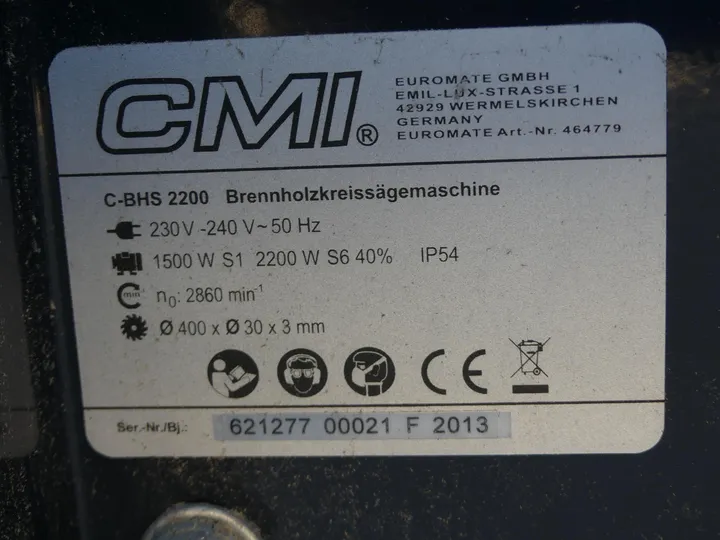 CMI®
EUROMATE GMBH
EMIL-LUX-STRASSE 1
42929 WERMELSKIRCHEN
GERMANY
EUROMATE Art.-Nr. 464779
C-BHS 2200 Brennholzkreissägemaschine
230V -240 V~50 Hz
1500 W S1 2200 W S6 40% IP54
min
n0: 2860 min-1
Ø 400 x Ø 30 x 3 mm
CE
Ser.-Nr./Bj.: 621277 00021 F 2013